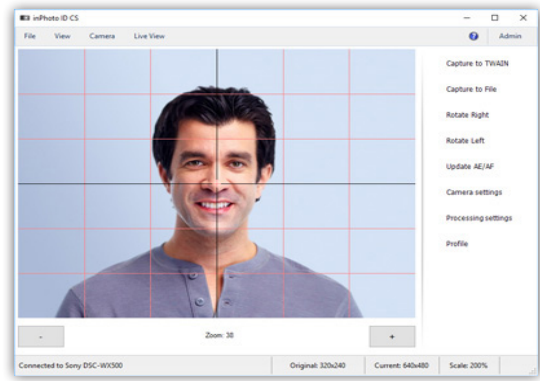 inPhoto ID CS
File View Camera Live View Admin
Capture to TWAIN
Capture to File
Rotate Right
Rotate Left
Update AE/AF
Camera settings
Processing settings
Profile
- Zoom: 38 +
Connected to Sony DSC-WX500 Original: 320x240 Current: 640x480 Scale: 200%